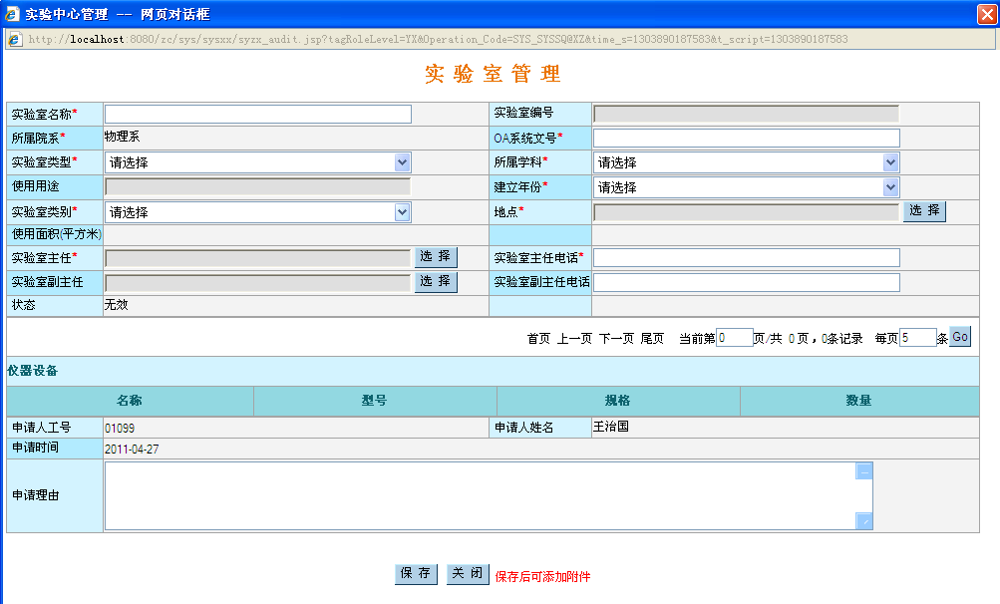 实验中心管理 -- 网页对话框
http://localhost:8080/zc/sys/sysxx/syzx_audit.jsp?tagRoleLevel=YX&Operation_Code=SYS_SYSSQ@XZ&time_s=1303890187583&t_script=1303890187583
实验室管理
实验室名称* 实验室编号
所属院系* 物理系 OA系统文号*
实验室类型* 请选择 所属学科* 请选择
使用用途 建立年份* 请选择
实验室类别* 请选择 地点* 选择
使用面积(平方米)
实验室主任* 选择 实验室主任电话*
实验室副主任 选择 实验室副主任电话
状态 无效
首页 上一页 下一页 尾页 当前第0页/共 0页，0条记录 每页5条 Go
仪器设备
名称 型号 规格 数量
申请人工号 01099 申请人姓名 王治国
申请时间 2011-04-27
申请理由
保存 关闭 保存后可添加附件